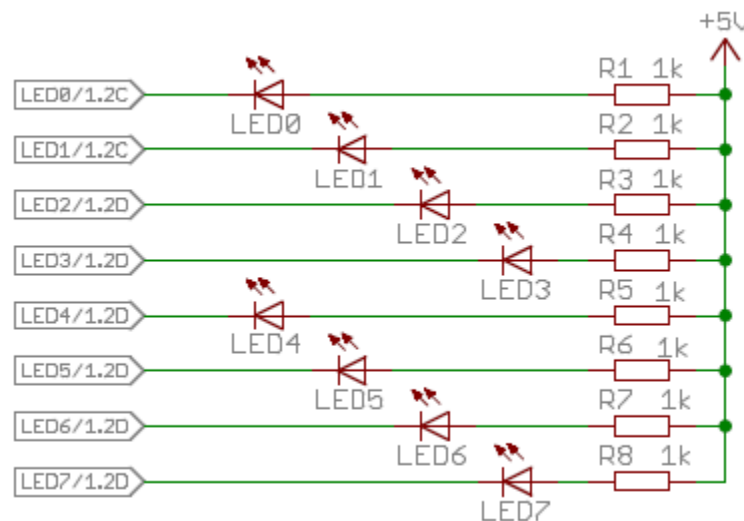 +5V
R1 1k
LED0/1.2C
LED0
R2 1k
LED1/1.2C
LED1
R3 1k
LED2/1.2D
LED2
R4 1k
LED3/1.2D
LED3
R5 1k
LED4/1.2D
LED4
R6 1k
LED5/1.2D
LED5
R7 1k
LED6/1.2D
LED6
R8 1k
LED7/1.2D
LED7